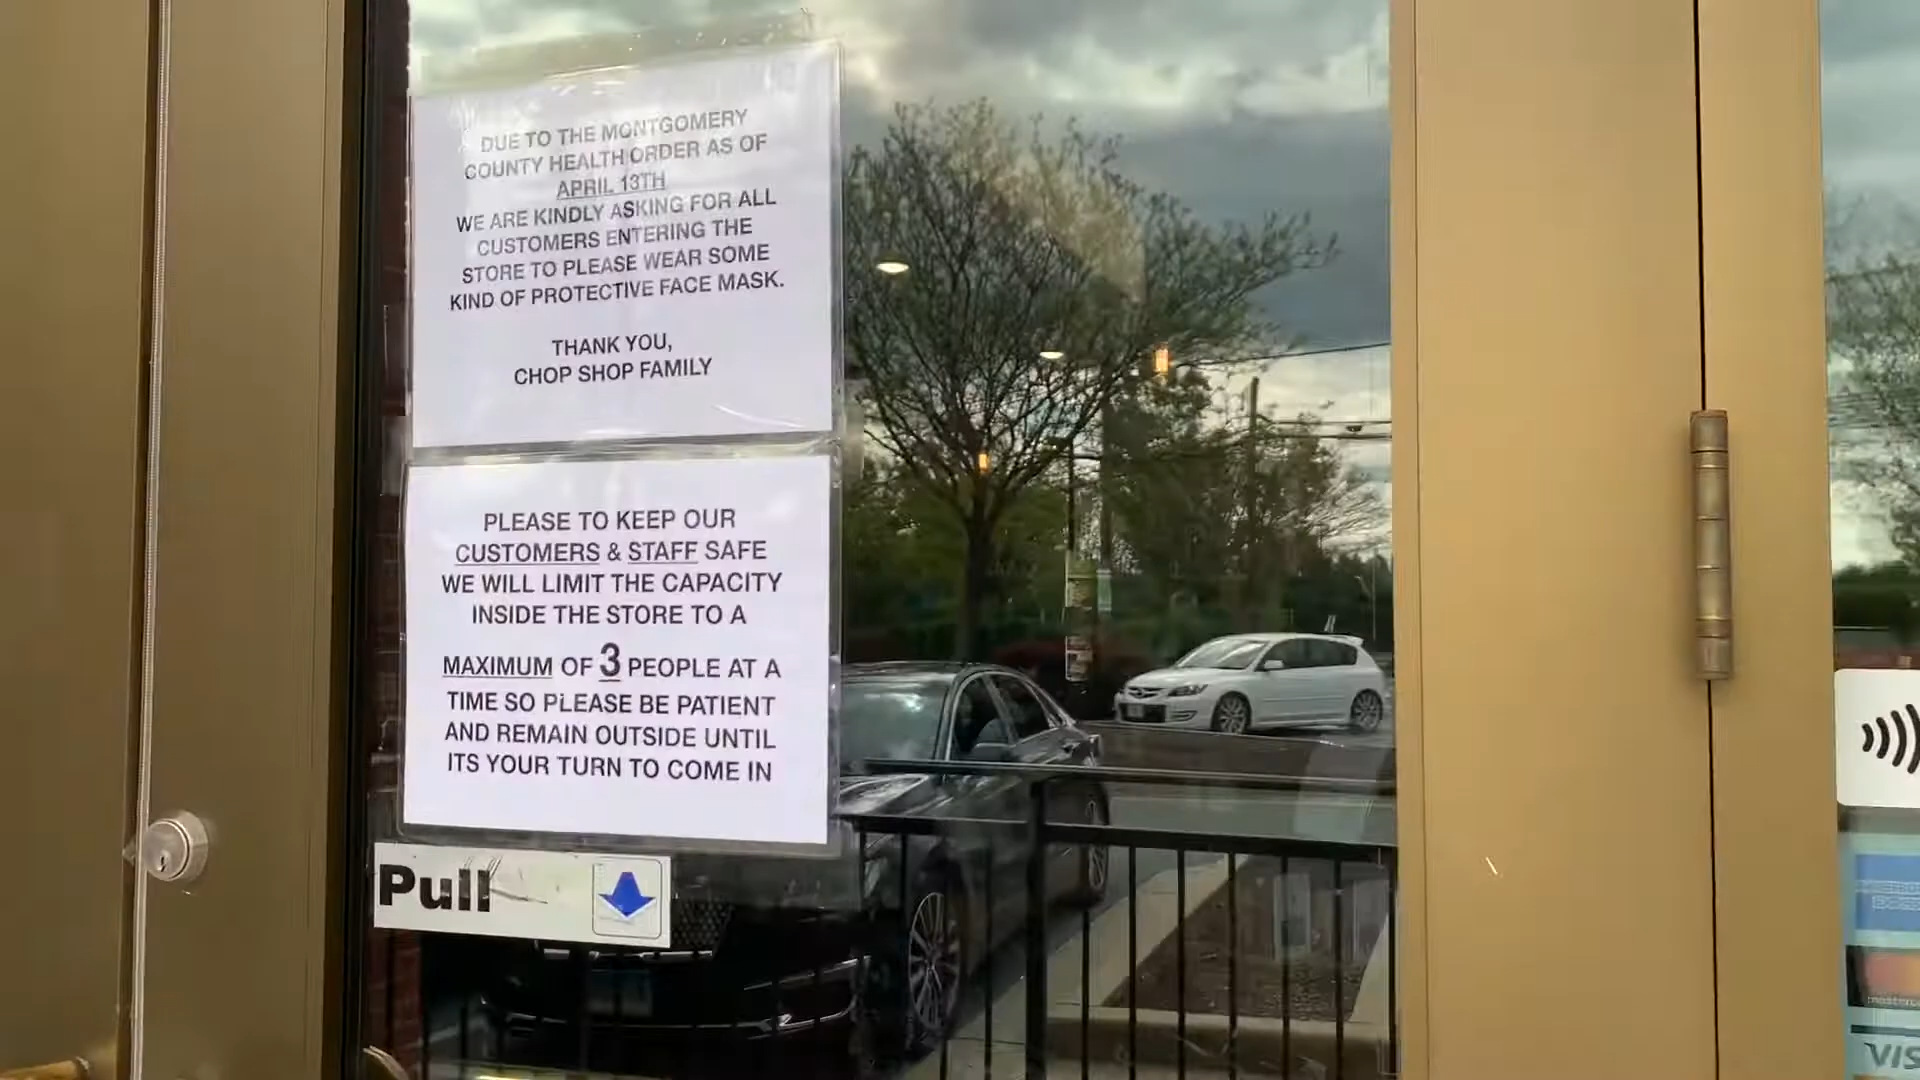 DUE TO THE MONTGOMERY
COUNTY HEALTH ORDER AS OF
APRIL 13TH
WE ARE KINDLY ASKING FOR ALL
CUSTOMERS ENTERING THE
STORE TO PLEASE WEAR SOME
KIND OF PROTECTIVE FACE MASK.
THANK YOU,
CHOP SHOP FAMILY
PLEASE TO KEEP OUR
CUSTOMERS & STAFF SAFE
WE WILL LIMIT THE CAPACITY
INSIDE THE STORE TO A
MAXIMUM OF 3 PEOPLE AT A
TIME SO PLEASE BE PATIENT
AND REMAIN OUTSIDE UNTIL
ITS YOUR TURN TO COME IN
Pull
VIS